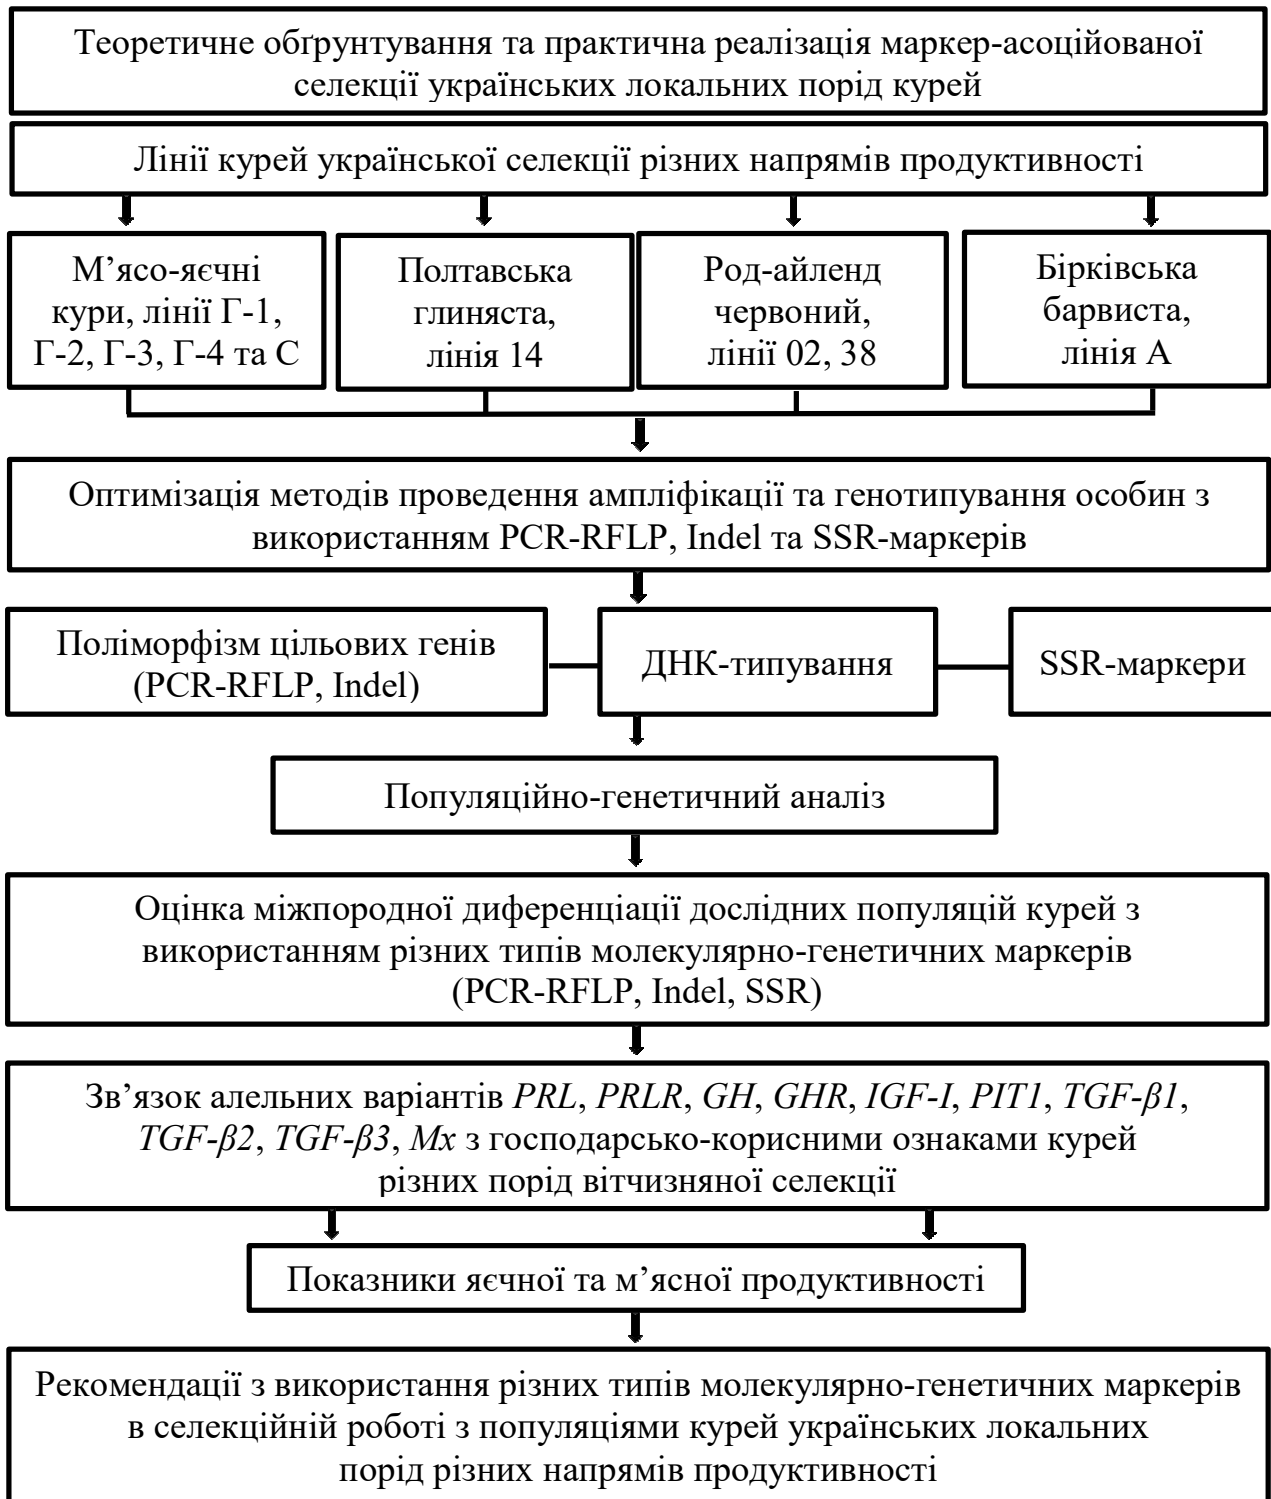 Теоретичне обґрунтування та практична реалізація маркер-асоційованої
селекції українських локальних порід курей
Лінії курей української селекції різних напрямів продуктивності
М’ясо-яєчні
кури, лінії Г-1,
Г-2, Г-3, Г-4 та С
Полтавська
глиняста,
лінія 14
Род-айленд
червоний,
лінії 02, 38
Бірківська
барвиста,
лінія А
Оптимізація методів проведення ампліфікації та генотипування особин з
використанням PCR-RFLP, Indel та SSR-маркерів
Поліморфізм цільових генів
(PCR-RFLP, Indel)
ДНК-типування
SSR-маркери
Популяційно-генетичний аналіз
Оцінка міжпородної диференціації дослідних популяцій курей з
використанням різних типів молекулярно-генетичних маркерів
(PCR-RFLP, Indel, SSR)
Зв’язок алельних варіантів PRL, PRLR, GH, GHR, IGF-I, PIT1, TGF-β1,
TGF-β2, TGF-β3, Mx з господарсько-корисними ознаками курей
різних порід вітчизняної селекції
Показники яєчної та м’ясної продуктивності
Рекомендації з використання різних типів молекулярно-генетичних маркерів
в селекційній роботі з популяціями курей українських локальних
порід різних напрямів продуктивності